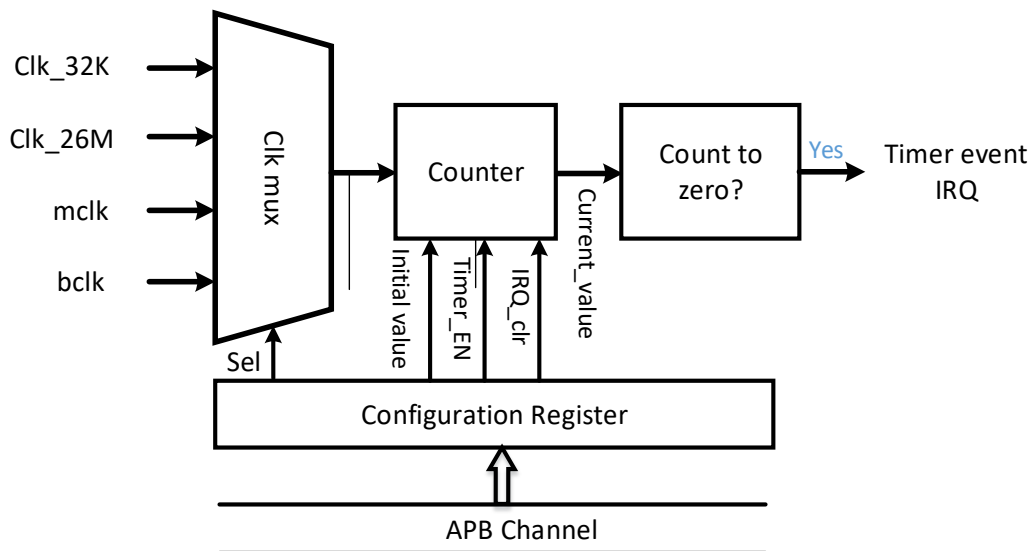 Clk_32K
Clk_26M
mclk
bclk
Clk mux
Sel
Counter
Initial value
Timer_EN
IRQ_clr
Current_value
Count to
zero?
Yes
Timer event
IRQ
Configuration Register
APB Channel